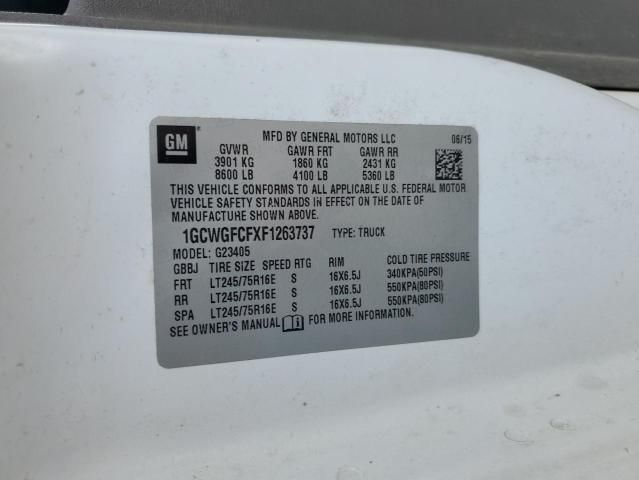 GM
MFD BY GENERAL MOTORS LLC 06/15
GVWR GAWR FRT GAWR RR
3901 KG 1860 KG 2431 KG
8600 LB 4100 LB 5360 LB
THIS VEHICLE CONFORMS TO ALL APPLICABLE U.S. FEDERAL MOTOR
VEHICLE SAFETY STANDARDS IN EFFECT ON THE DATE OF
MANUFACTURE SHOWN ABOVE.
1GCWGFCFXF1263737 TYPE: TRUCK
MODEL: G23405
GBBJ TIRE SIZE SPEED RTG RIM COLD TIRE PRESSURE
FRT LT245/75R16E S 16X6.5J 340KPA(50PSI)
RR LT245/75R16E S 16X6.5J 550KPA(80PSI)
SPA LT245/75R16E S 16X6.5J 550KPA(80PSI)
SEE OWNER'S MANUAL FOR MORE INFORMATION.